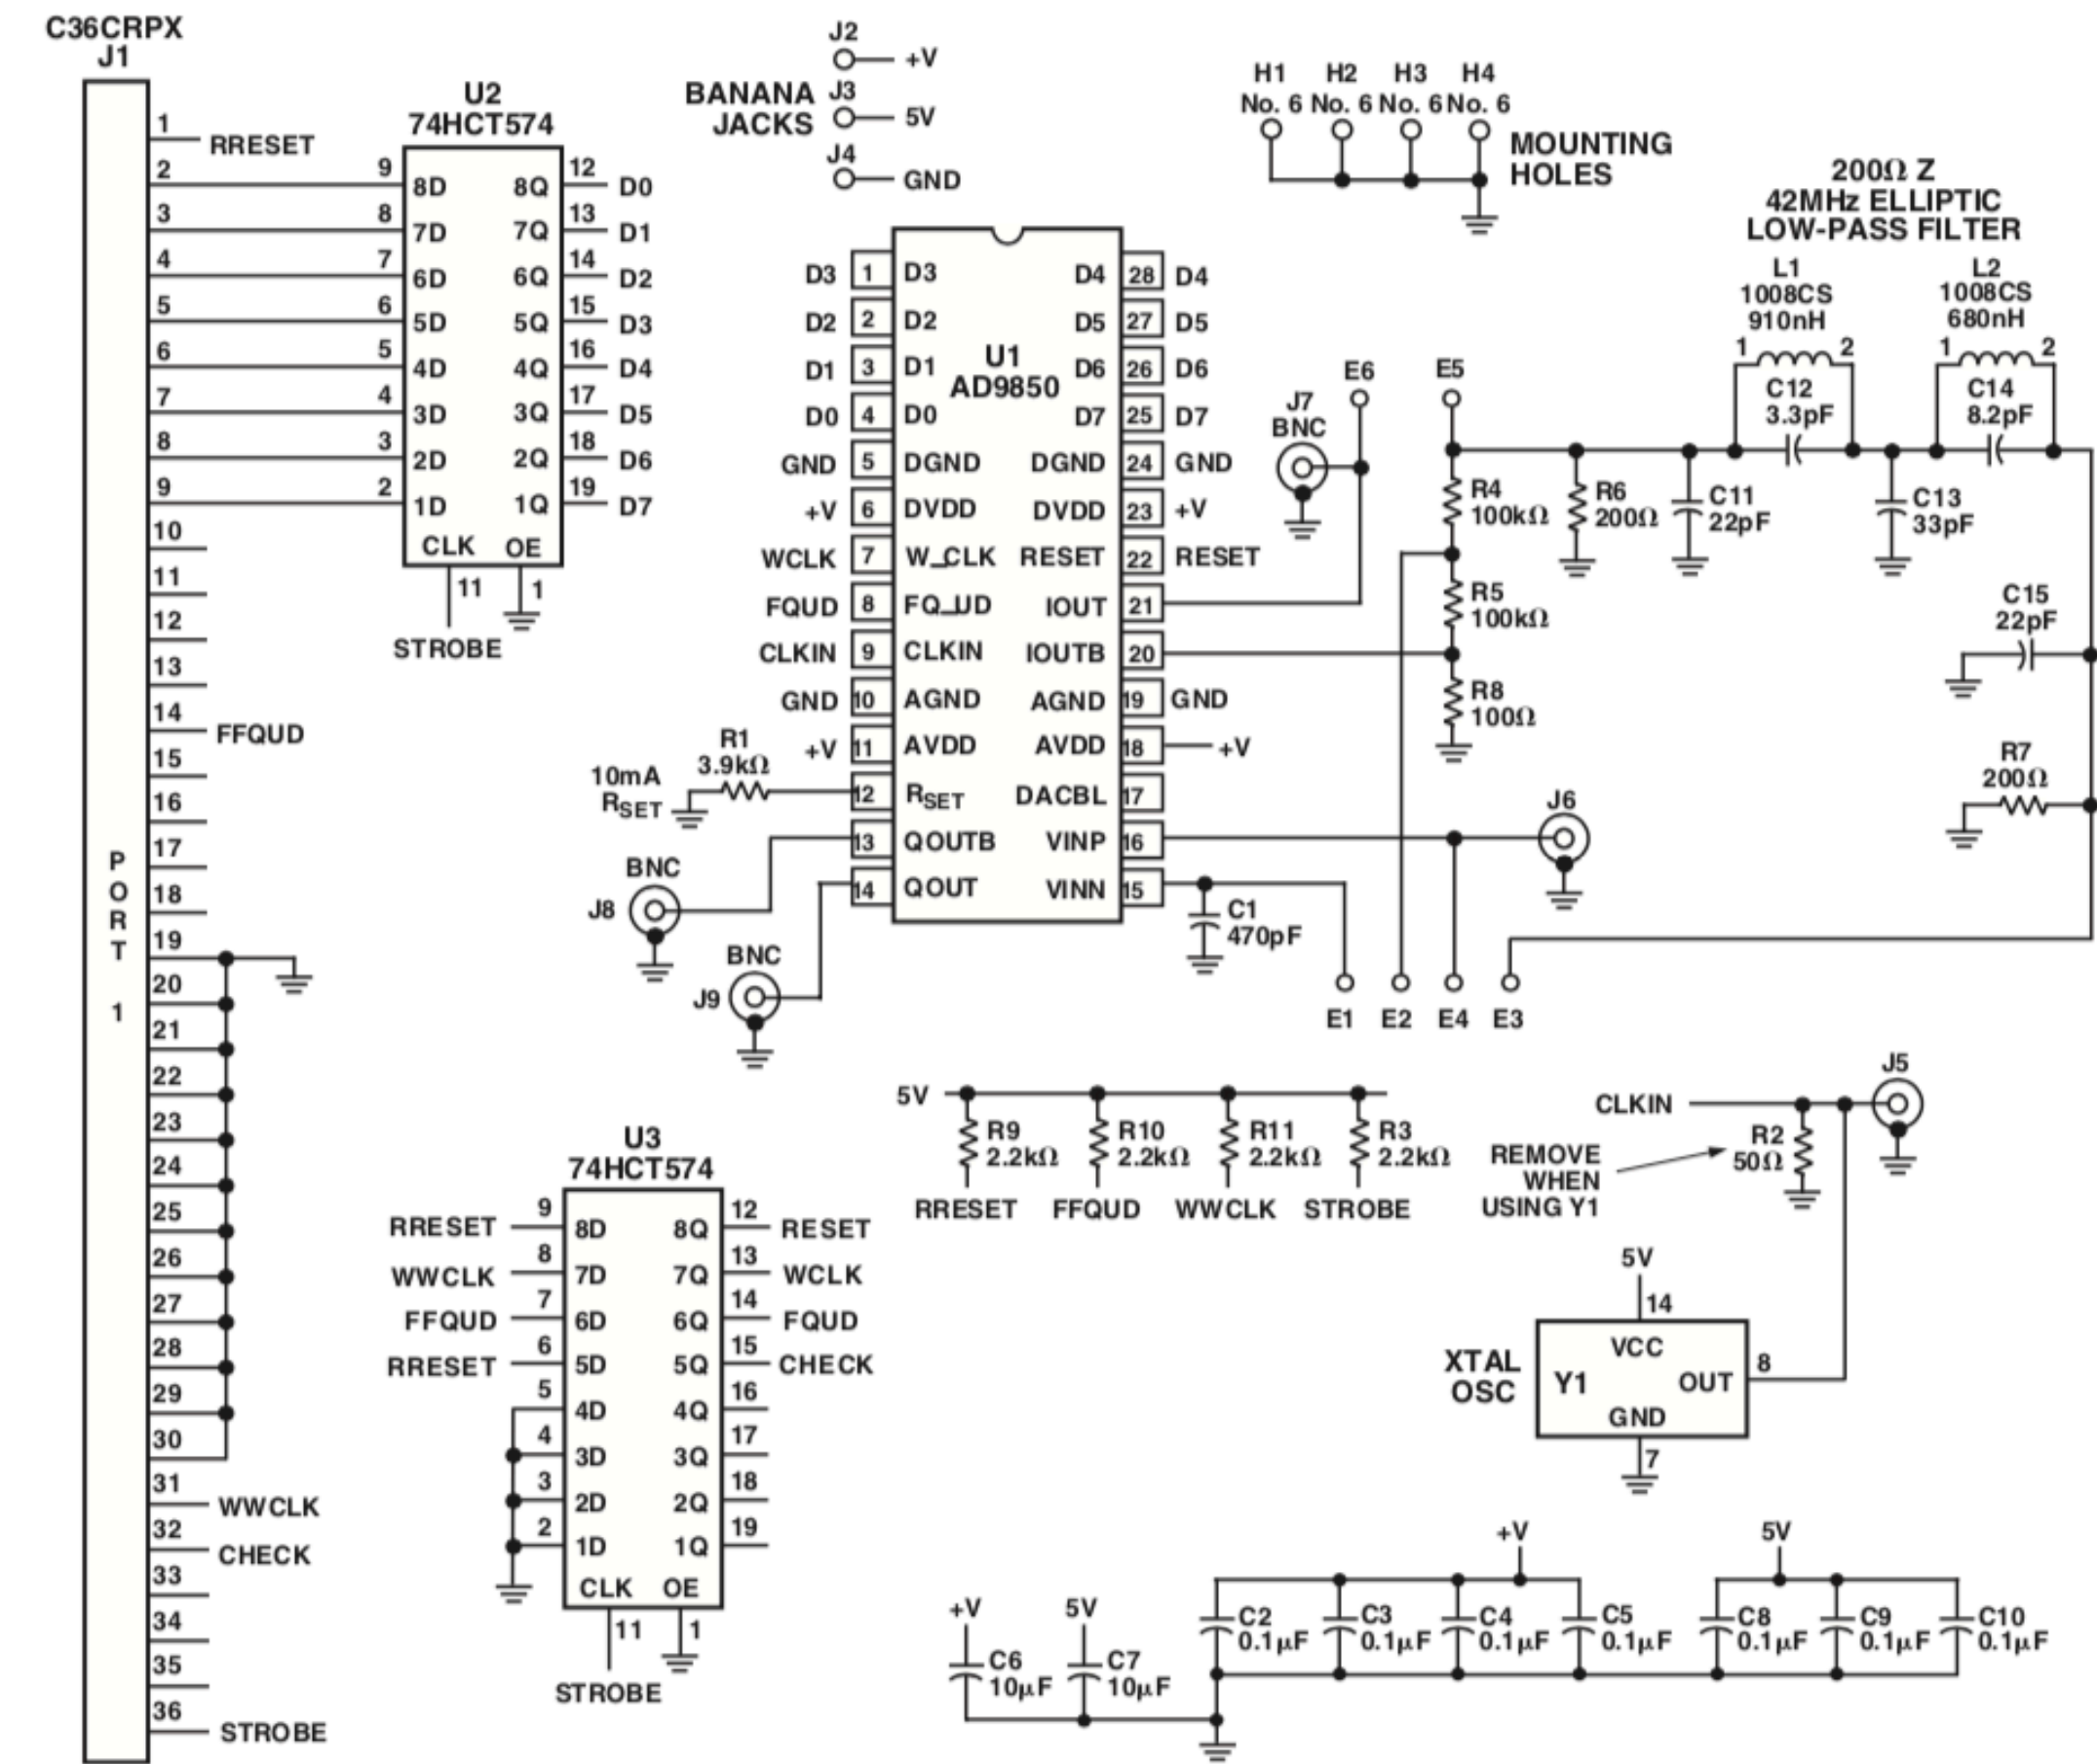 C36CRPX
J1
1
RRESET
2
3
4
5
6
7
8
9
10
11
12
13
14
FFQUD
15
16
17
18
19
20
21
22
23
24
25
26
27
28
29
30
31
WWCLK
32
CHECK
33
34
35
36
STROBE
PORT 1
U2
74HCT574
9 8D 8Q 12 D0
8 7D 7Q 13 D1
7 6D 6Q 14 D2
6 5D 5Q 15 D3
5 4D 4Q 16 D4
4 3D 3Q 17 D5
3 2D 2Q 18 D6
2 1D 1Q 19 D7
CLK OE
11 1
STROBE
BANANA
JACKS
J2
+V
J3
5V
J4
GND
H1 H2 H3 H4
No. 6 No. 6 No. 6 No. 6
MOUNTING
HOLES
U1
AD9850
D3 1 D3 D4 28 D4
D2 2 D2 D5 27 D5
D1 3 D1 D6 26 D6
D0 4 D0 D7 25 D7
GND 5 DGND DGND 24 GND
+V 6 DVDD DVDD 23 +V
WCLK 7 W_CLK RESET 22 RESET
FQUD 8 FQ_UD IOUT 21
CLKIN 9 CLKIN IOUTB 20
GND 10 AGND AGND 19 GND
+V 11 AVDD AVDD 18 +V
12 RSET DACBL 17
13 QOUTB VINP 16
14 QOUT VINN 15
R1
3.9kΩ
10mA
RSET
BNC
J8
BNC
J9
J7
BNC
E6
E5
R4
100kΩ
R5
100kΩ
R8
100Ω
R6
200Ω
C11
22pF
200Ω Z
42MHz ELLIPTIC
LOW-PASS FILTER
L1
1008CS
910nH
1 2
C12
3.3pF
L2
1008CS
680nH
1 2
C14
8.2pF
C13
33pF
C15
22pF
R7
200Ω
J6
C1
470pF
E1 E2 E4 E3
U3
74HCT574
RRESET 9 8D 8Q 12 RESET
WWCLK 8 7D 7Q 13 WCLK
FFQUD 7 6D 6Q 14 FQUD
RRESET 6 5D 5Q 15 CHECK
5 4D 4Q 16
4 3D 3Q 17
3 2D 2Q 18
2 1D 1Q 19
CLK OE
11 1
STROBE
5V
R9
2.2kΩ
R10
2.2kΩ
R11
2.2kΩ
R3
2.2kΩ
RRESET FFQUD WWCLK STROBE
J5
CLKIN
R2
50Ω
REMOVE
WHEN
USING Y1
5V
14
XTAL
OSC
VCC
Y1 OUT 8
GND
7
+V
C6
10μF
5V
C7
10μF
+V
C2
0.1μF
C3
0.1μF
C4
0.1μF
C5
0.1μF
5V
C8
0.1μF
C9
0.1μF
C10
0.1μF